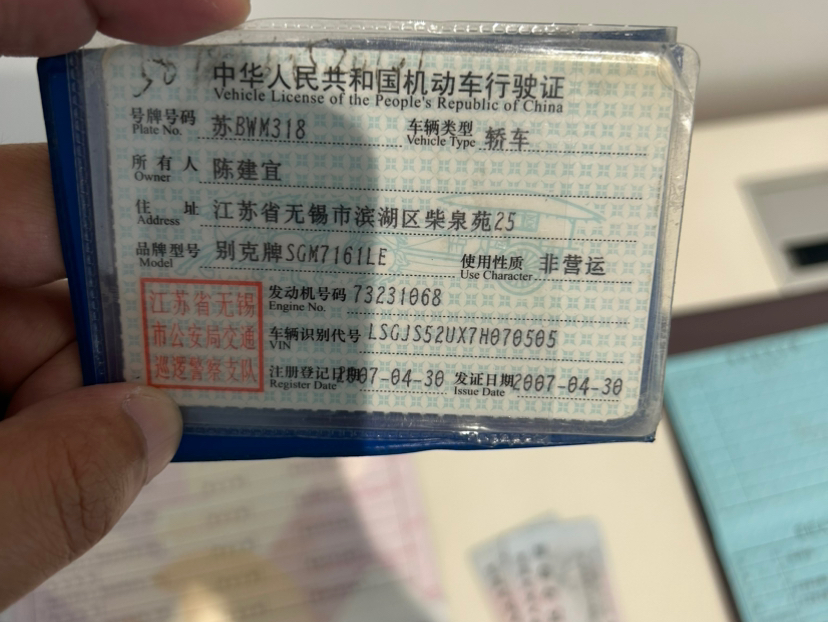 中华人民共和国机动车行驶证
Vehicle License of the People's Republic of China
号牌号码 苏BWM318 车辆类型 轿车
Plate No. Vehicle Type
所有人 陈建宜
Owner
住址 江苏省无锡市滨湖区柴泉苑25
Address
品牌型号 别克牌SGM7161LE 使用性质 非营运
Model Use Character
江苏省无锡
市公安局交通
巡逻警察支队
发动机号码 73231068
Engine No.
车辆识别代号 LSGJS52UX7H070505
VIN
注册登记日期 2007-04-30 发证日期 2007-04-30
Register Date Issue Date